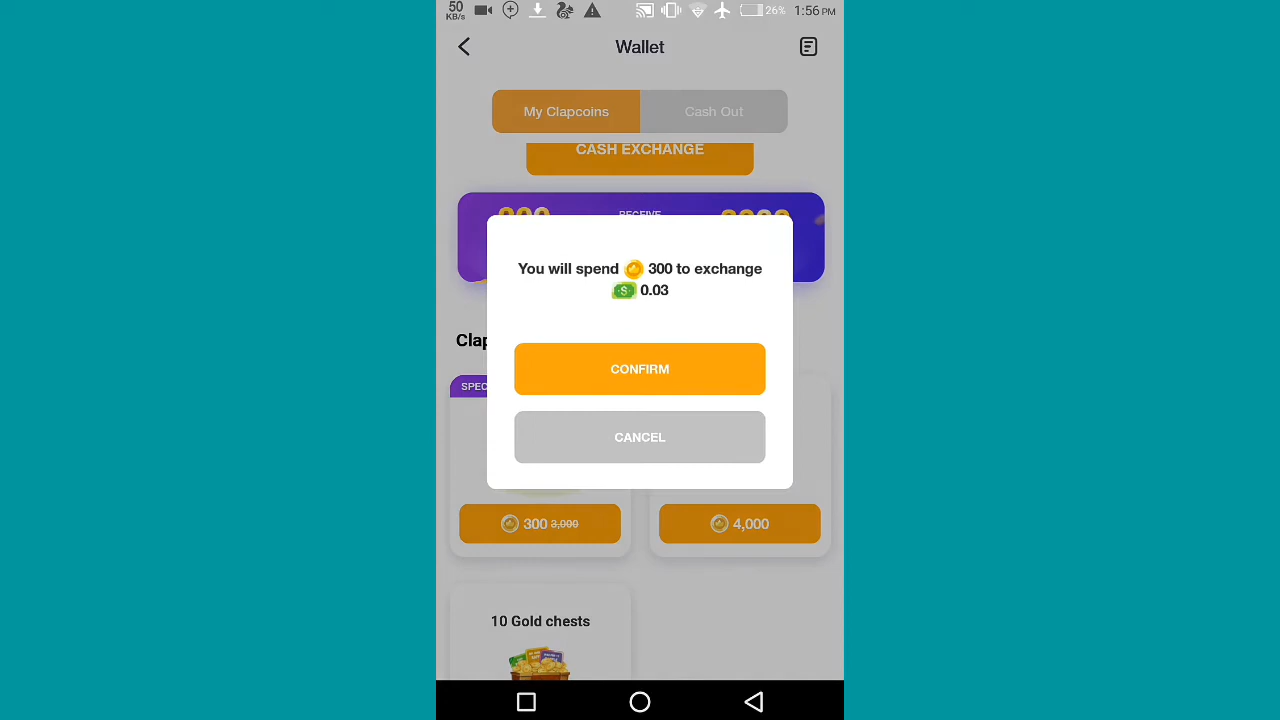 50
KB/s
26%
1:56 PM
Wallet
My Clapcoins
Cash Out
CASH EXCHANGE
RECEIVE
You will spend 300 to exchange
0.03
CONFIRM
CANCEL
300 3,000
4,000
10 Gold chests